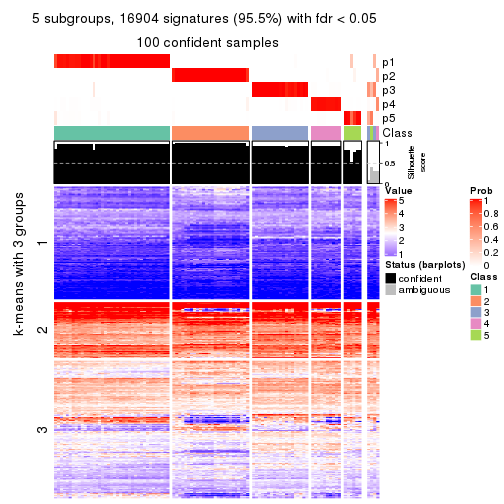 5 subgroups, 16904 signatures (95.5%) with fdr < 0.05
100 confident samples
p1
p2
p3
p4
p5
Class
1
0.5
0
Silhouette
score
k-means with 3 groups
1
2
3
Value
5
4
3
2
1
Status (barplots)
confident
ambiguous
Prob
1
0.8
0.6
0.4
0.2
0
Class
1
2
3
4
5